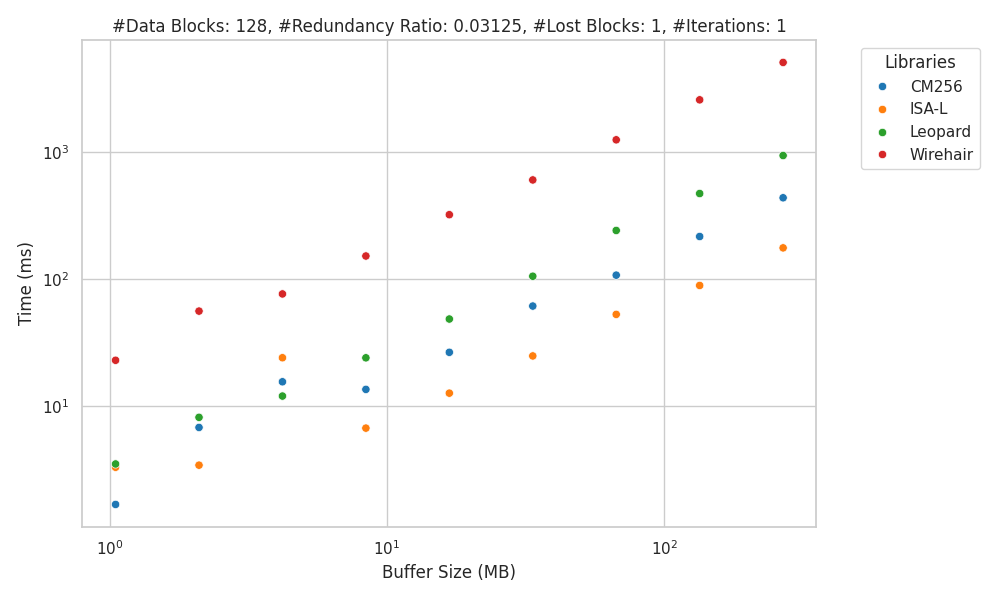 #Data Blocks: 128, #Redundancy Ratio: 0.03125, #Lost Blocks: 1, #Iterations: 1
Libraries
CM256
ISA-L
Leopard
Wirehair
Time (ms)
10³
10²
10¹
10⁰ 10¹ 10²
Buffer Size (MB)